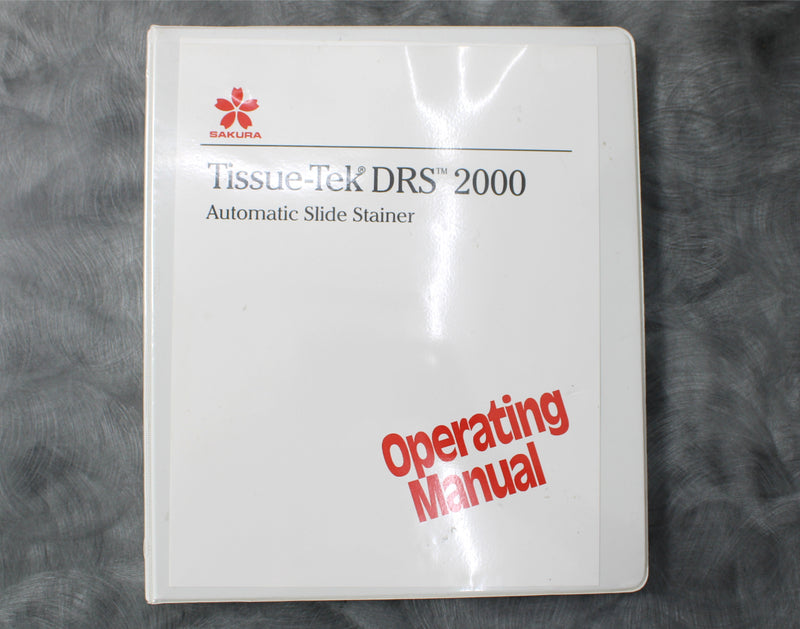 SAKURA
Tissue-Tek® DRS™ 2000
Automatic Slide Stainer
Operating
Manual